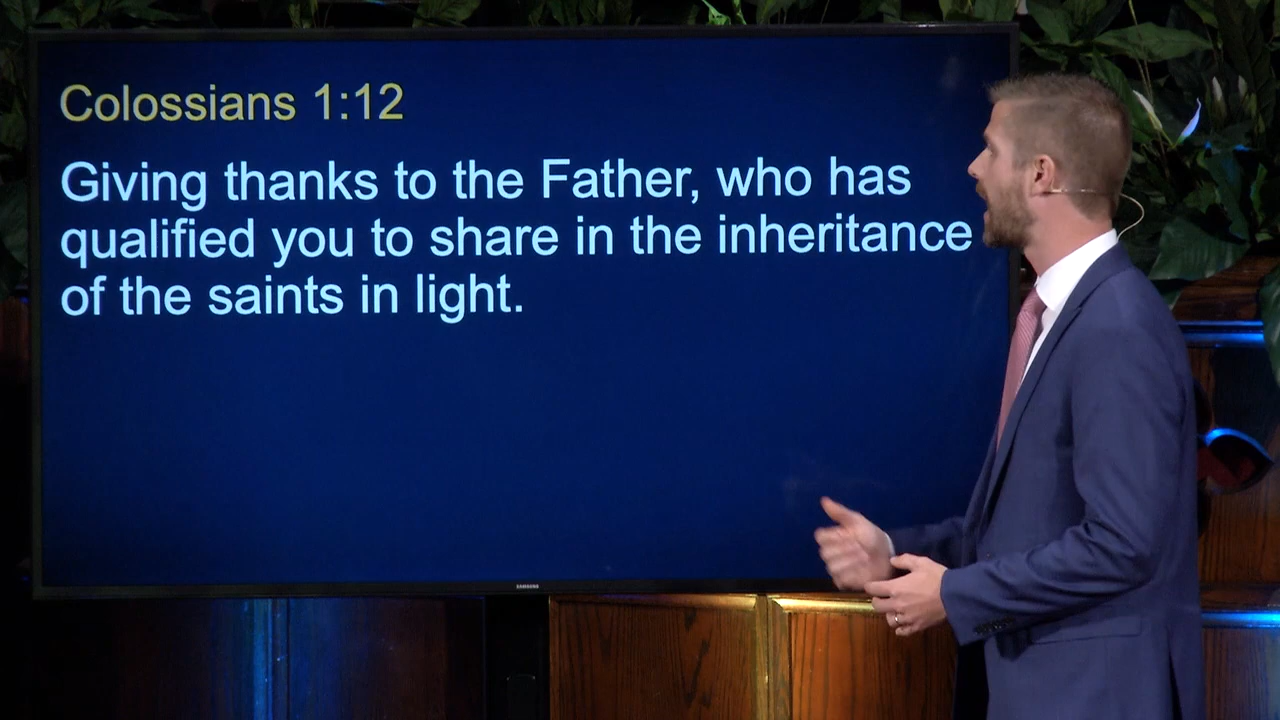 Colossians 1:12
Giving thanks to the Father, who has
qualified you to share in the inheritance
of the saints in light.
SAMSUNG